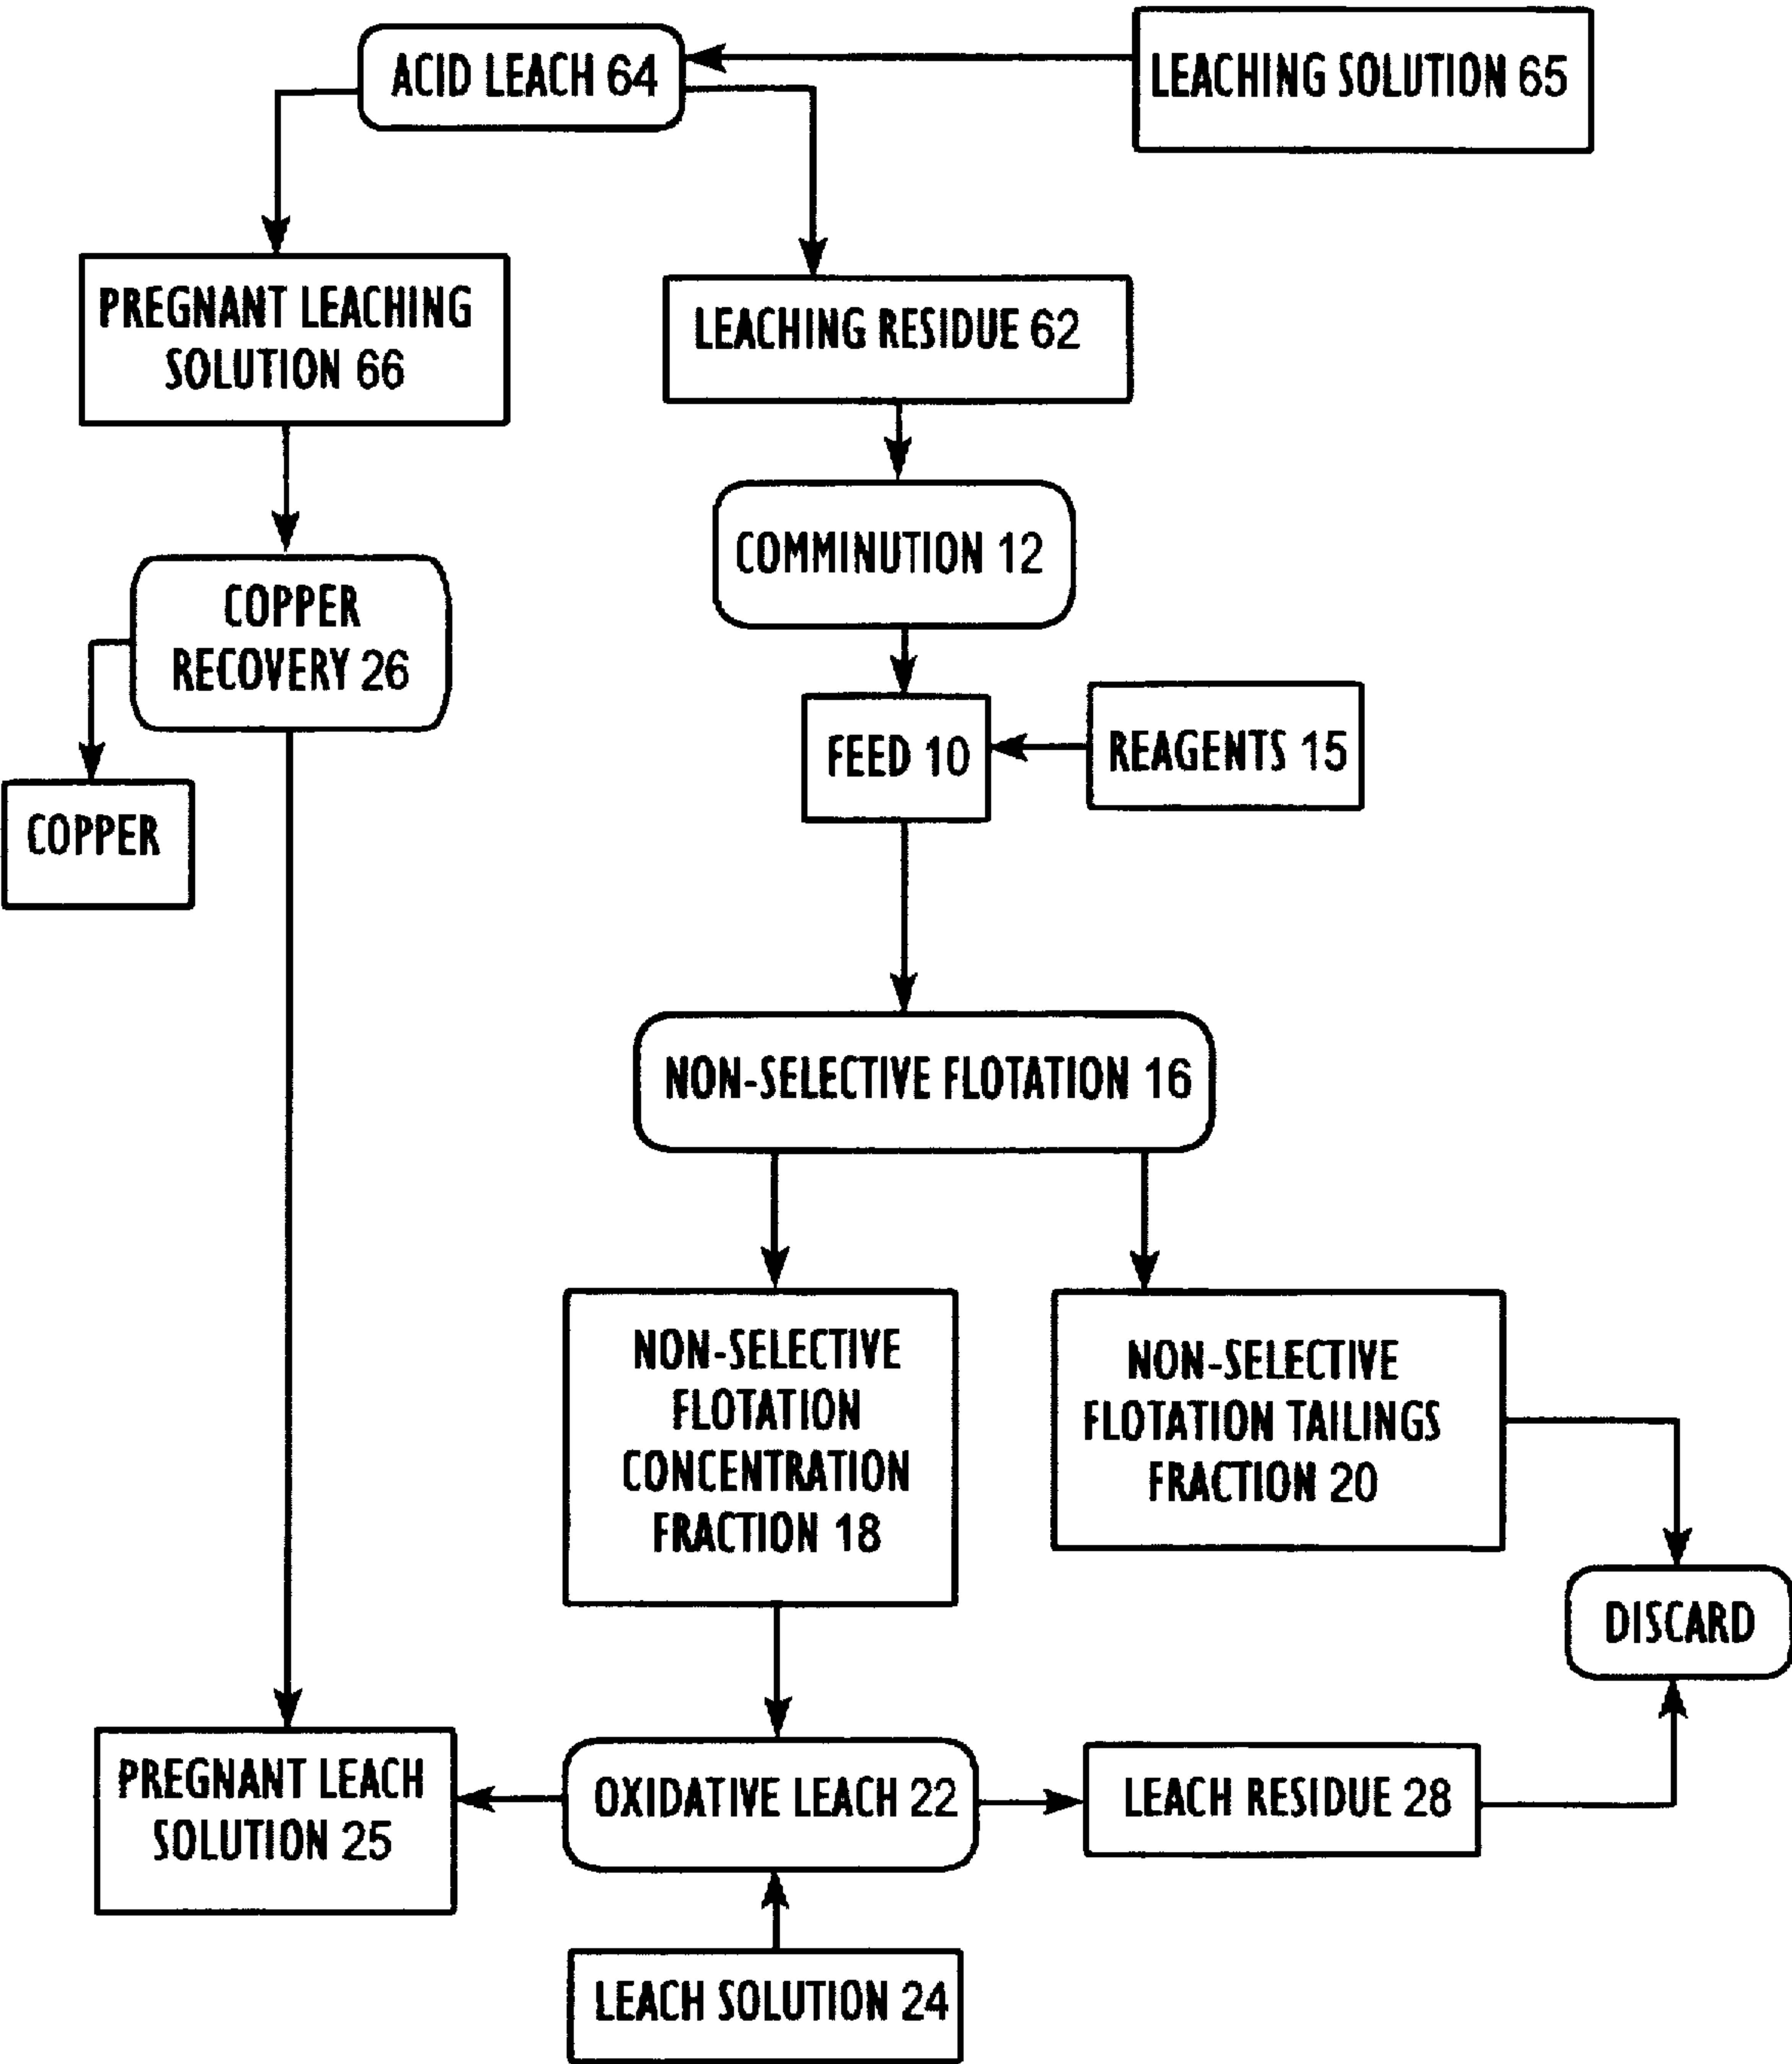 ACID LEACH 64
LEACHING SOLUTION 65
PREGNANT LEACHING
SOLUTION 66
LEACHING RESIDUE 62
COMMINUTION 12
COPPER
RECOVERY 26
FEED 10
REAGENTS 15
COPPER
NON-SELECTIVE FLOTATION 16
NON-SELECTIVE
FLOTATION
CONCENTRATION
FRACTION 18
NON-SELECTIVE
FLOTATION TAILINGS
FRACTION 20
DISCARD
PREGNANT LEACH
SOLUTION 25
OXIDATIVE LEACH 22
LEACH RESIDUE 28
LEACH SOLUTION 24